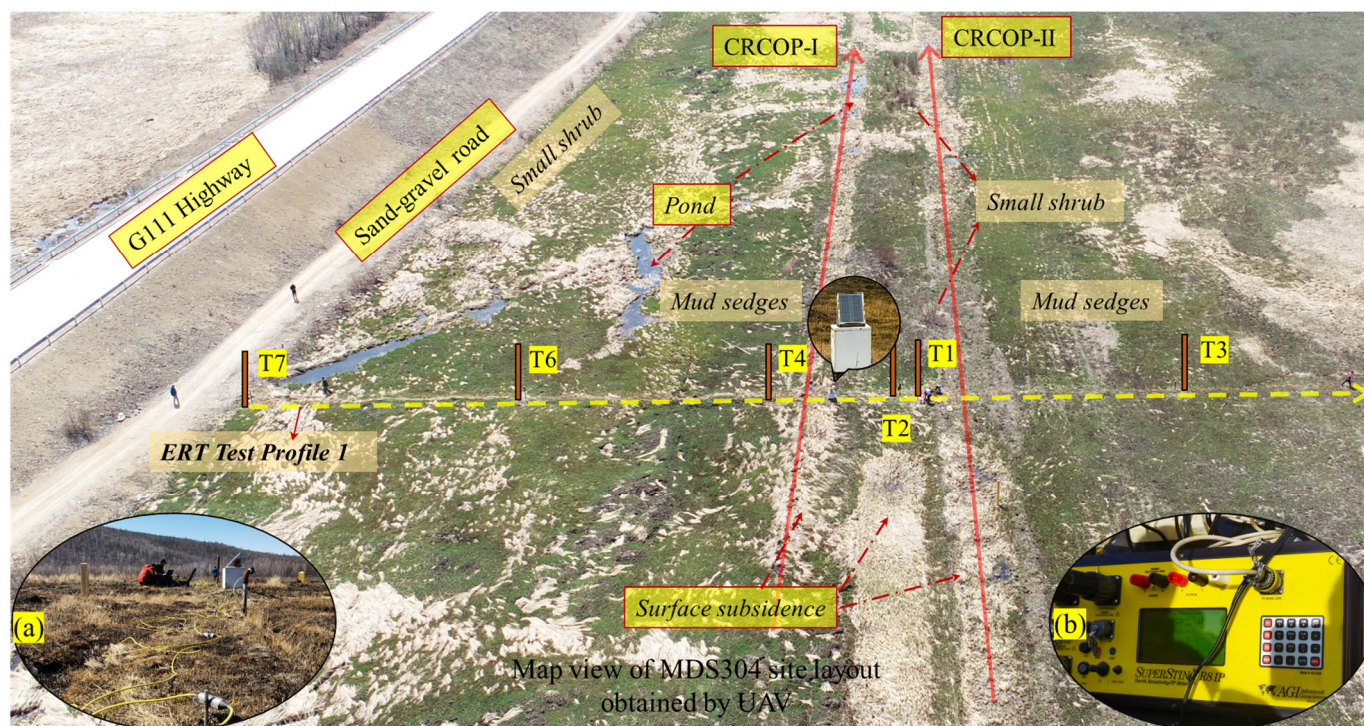 CRCOP-I
CRCOP-II
G111 Highway
Sand-gravel road
Small shrub
Pond
Small shrub
Mud sedges
Mud sedges
T7
T6
T4
T1
T3
T2
ERT Test Profile 1
Surface subsidence
Map view of MDS304 site layout
obtained by UAV
(a)
(b)
SUPERSTING R8 IP
AGI